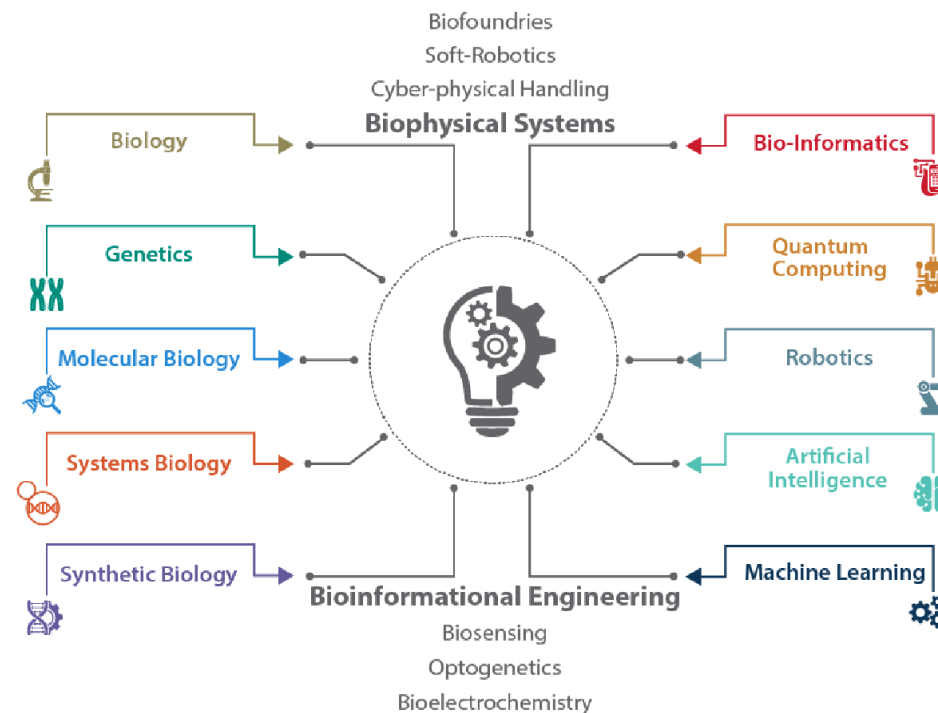 Biofoundries
Soft-Robotics
Cyber-physical Handling
Biophysical Systems
Biology
Genetics
Molecular Biology
Systems Biology
Synthetic Biology
Bio-Informatics
Quantum
Computing
Robotics
Artificial
Intelligence
Machine Learning
Bioinformational Engineering
Biosensing
Optogenetics
Bioelectrochemistry